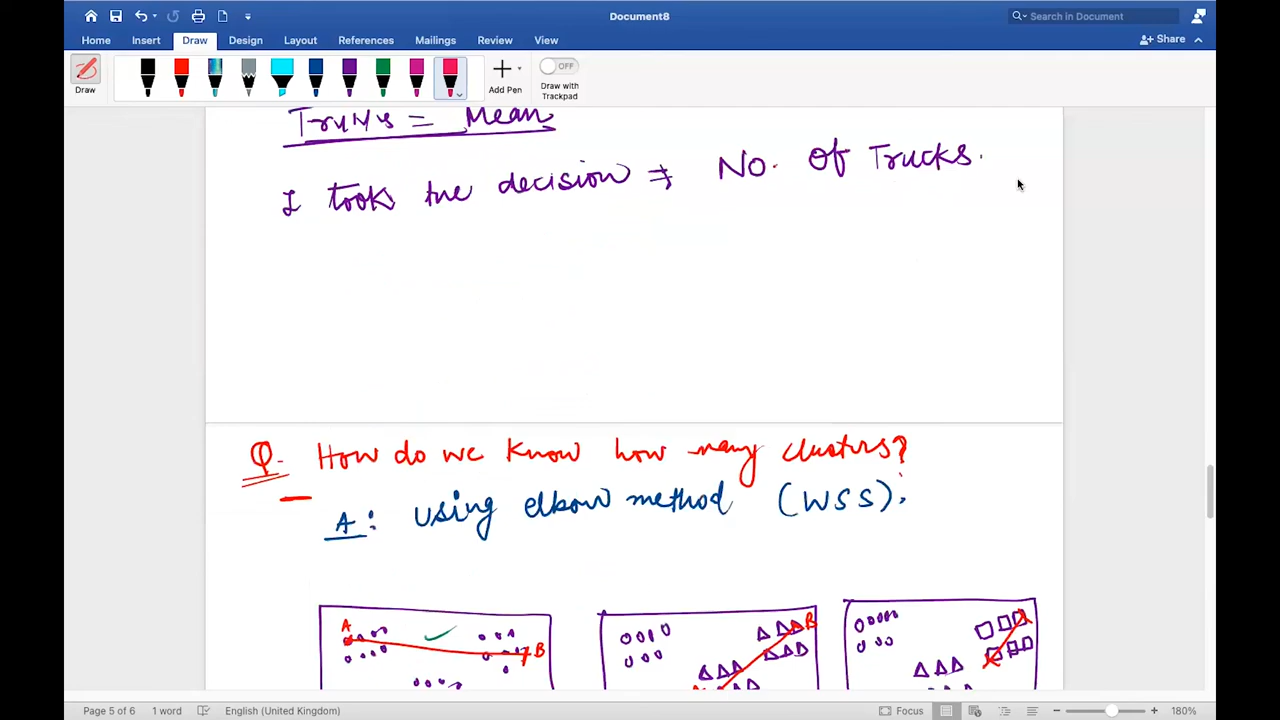 Document8
Search in Document
Home Insert Draw Design Layout References Mailings Review View
Share
Draw
Add Pen
OFF
Draw with
Trackpad
Trucks = Mean
I took the decision ⇒ No. Of Trucks.
Q. How do we know how many clusters?
A: using elbow method (WSS).
A
B
B
Page 5 of 6 1 word English (United Kingdom) Focus 180%